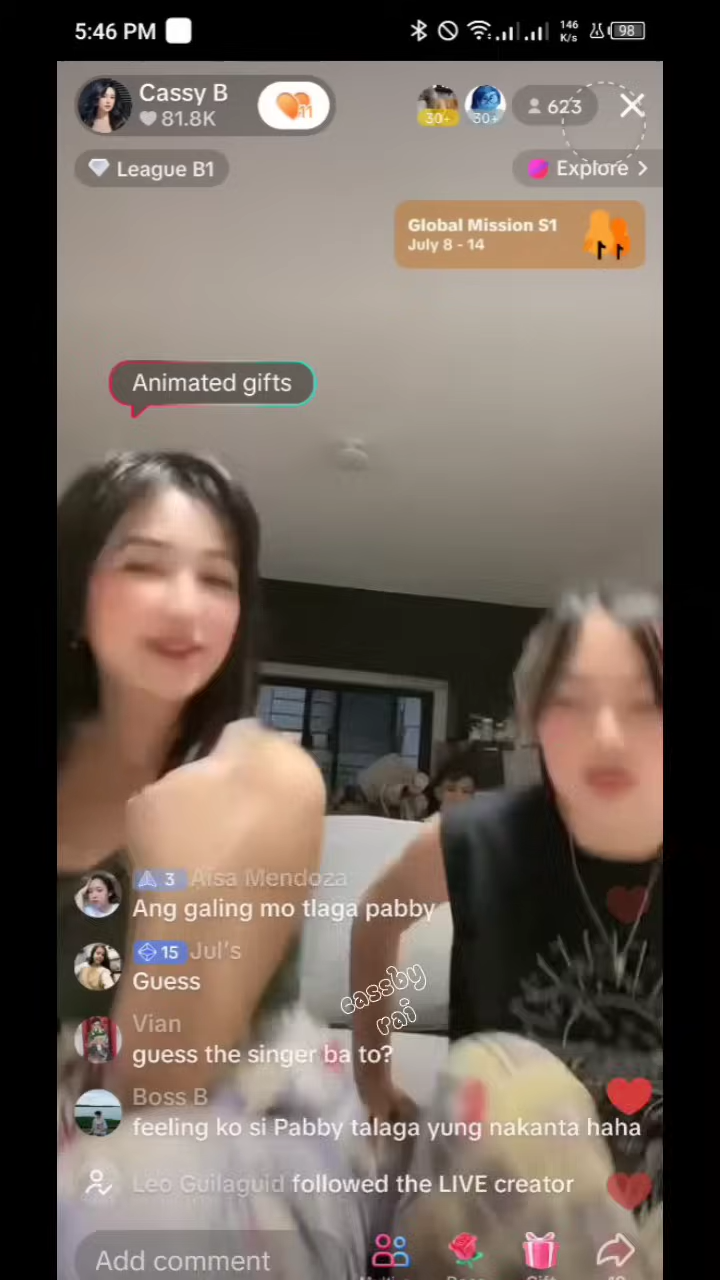 5:46 PM
146
K/s
98
Cassy B
81.8K
11
30+
30+
623
League B1
Explore
Global Mission S1
July 8 - 14
Animated gifts
3 Aisa Mendoza
Ang galing mo tlaga pabby
15 Jul's
Guess
cassby
rai
Vian
guess the singer ba to?
Boss B
feeling ko si Pabby talaga yung nakanta haha
Leo Guilaguid followed the LIVE creator
Add comment